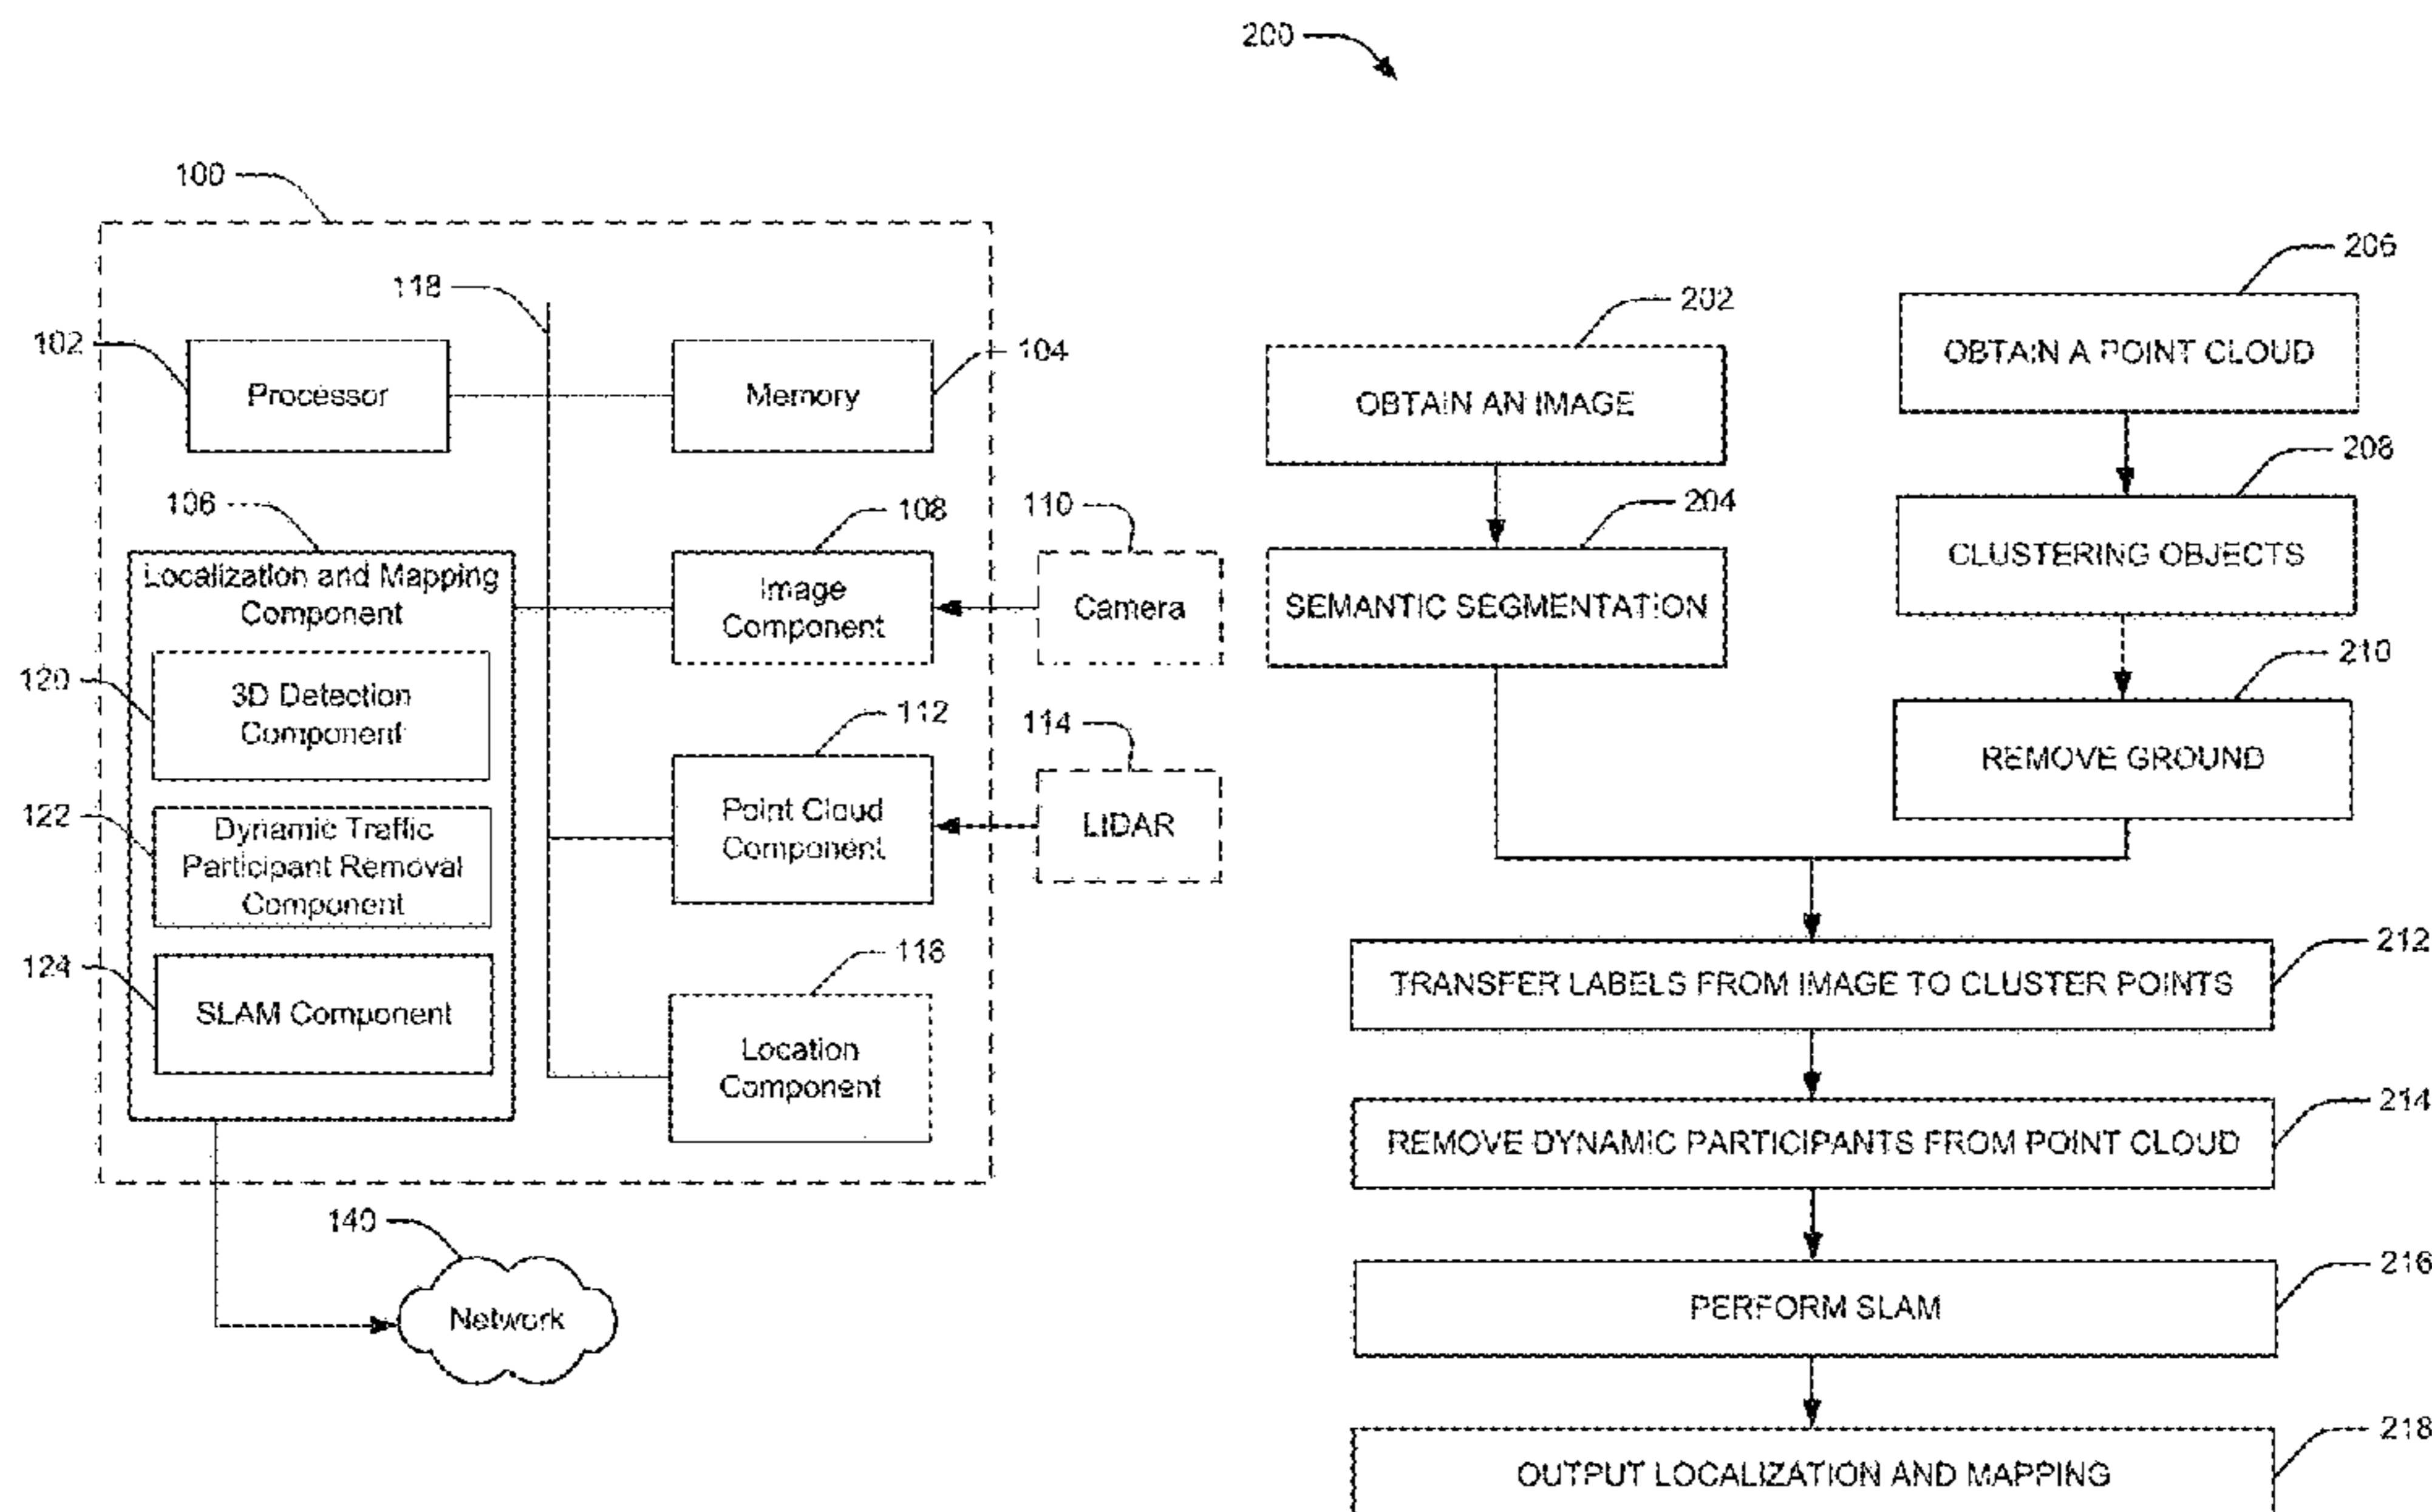 200
100
118
102
Processor
Memory
104
106
Localization and Mapping
Component
108
Image
Component
110
Camera
120
3D Detection
Component
112
Point Cloud
Component
114
LIDAR
122
Dynamic Traffic
Participant Removal
Component
124
SLAM Component
116
Location
Component
140
Network
202
OBTAIN AN IMAGE
204
SEMANTIC SEGMENTATION
206
OBTAIN A POINT CLOUD
208
CLUSTERING OBJECTS
210
REMOVE GROUND
212
TRANSFER LABELS FROM IMAGE TO CLUSTER POINTS
214
REMOVE DYNAMIC PARTICIPANTS FROM POINT CLOUD
216
PERFORM SLAM
218
OUTPUT LOCALIZATION AND MAPPING